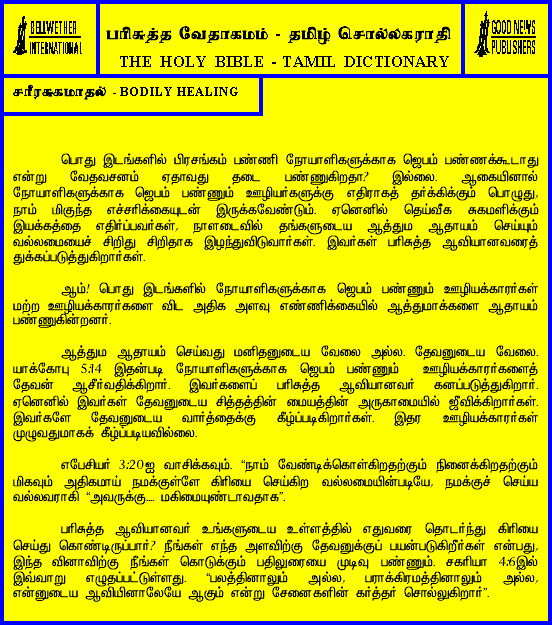 BELLWETHER
INTERNATIONAL
பரிசுத்த வேதாகமம் - தமிழ் சொல்லகராதி
THE HOLY BIBLE - TAMIL DICTIONARY
GOOD NEWS
PUBLISHERS
சரீரசுகமாதல் - BODILY HEALING
பொது இடங்களில் பிரசங்கம் பண்ணி நோயாளிகளுக்காக ஜெபம் பண்ணக்கூடாது
என்று வேதவசனம் ஏதாவது தடை பண்ணுகிறதா? இல்லை. ஆகையினால்
நோயாளிகளுக்காக ஜெபம் பண்ணும் ஊழியர்களுக்கு எதிராகத் தர்க்கிக்கும் பொழுது,
நாம் மிகுந்த எச்சரிக்கையுடன் இருக்கவேண்டும். ஏனெனில் தெய்வீக சுகமளிக்கும்
இயக்கத்தை எதிர்ப்பவர்கள், நாளடைவில் தங்களுடைய ஆத்தும ஆதாயம் செய்யும்
வல்லமையைச் சிறிது சிறிதாக இழந்துவிடுவார்கள். இவர்கள் பரிசுத்த ஆவியானவரைத்
துக்கப்படுத்துகிறார்கள்.
ஆம்! பொது இடங்களில் நோயாளிகளுக்காக ஜெபம் பண்ணும் ஊழியக்காரர்கள்
மற்ற ஊழியக்காரர்களை விட அதிக அளவு எண்ணிக்கையில் ஆத்துமாக்களை ஆதாயம்
பண்ணுகின்றனர்.
ஆத்தும ஆதாயம் செய்வது மனிதனுடைய வேலை அல்ல. தேவனுடைய வேலை.
யாக்கோபு 5:14 இதன்படி நோயாளிகளுக்காக ஜெபம் பண்ணும் ஊழியக்காரர்களைத்
தேவன் ஆசீர்வதிக்கிறார். இவர்களைப் பரிசுத்த ஆவியானவர் கனப்படுத்துகிறார்.
ஏனெனில் இவர்கள் தேவனுடைய சித்தத்தின் மையத்தின் அருகாமையில் ஜீவிக்கிறார்கள்.
இவர்களே தேவனுடைய வார்த்தைக்கு கீழ்ப்படிகிறார்கள். இதர ஊழியக்காரர்கள்
முழுவதுமாகக் கீழ்ப்படியவில்லை.
எபேசியர் 3:20ஐ வாசிக்கவும். “நாம் வேண்டிக்கொள்கிறதற்கும் நினைக்கிறதற்கும்
மிகவும் அதிகமாய் நமக்குள்ளே கிரியை செய்கிற வல்லமையின்படியே, நமக்குச் செய்ய
வல்லவராகி “அவருக்கு.... மகிமையுண்டாவதாக”.
பரிசுத்த ஆவியானவர் உங்களுடைய உள்ளத்தில் எதுவரை தொடர்ந்து கிரியை
செய்து கொண்டிருப்பார்? நீங்கள் எந்த அளவிற்கு தேவனுக்குப் பயன்படுகிறீர்கள் என்பது,
இந்த வினாவிற்கு நீங்கள் கொடுக்கும் பதிலுரையை முடிவு பண்ணும். சகரியா 4:6இல்
இவ்வாறு எழுதப்பட்டுள்ளது. “பலத்தினாலும் அல்ல, பராக்கிரமத்தினாலும் அல்ல,
என்னுடைய ஆவியினாலேயே ஆகும் என்று சேனைகளின் கர்த்தர் சொல்லுகிறார்”.